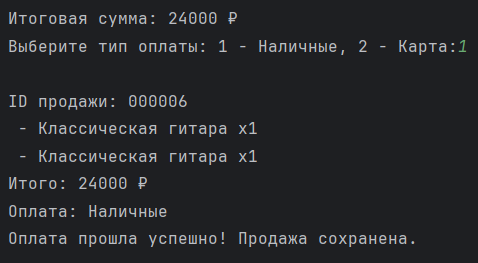 Итоговая сумма: 24000 ₽
Выберите тип оплаты: 1 - Наличные, 2 - Карта:1
ID продажи: 000006
- Классическая гитара x1
- Классическая гитара x1
Итого: 24000 ₽
Оплата: Наличные
Оплата прошла успешно! Продажа сохранена.